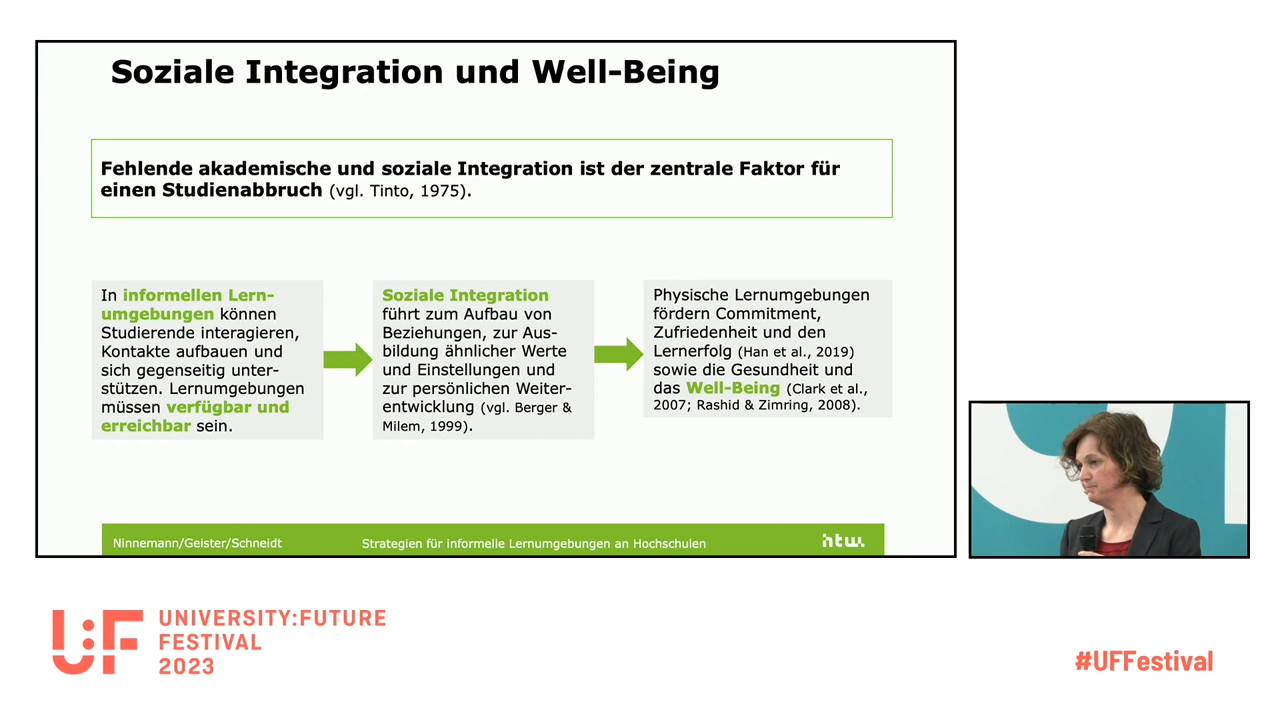 Soziale Integration und Well-Being
Fehlende akademische und soziale Integration ist der zentrale Faktor für
einen Studienabbruch (vgl. Tinto, 1975).
In informellen Lern-
umgebungen können
Studierende interagieren,
Kontakte aufbauen und
sich gegenseitig unter-
stützen. Lernumgebungen
müssen verfügbar und
erreichbar sein.
Soziale Integration
führt zum Aufbau von
Beziehungen, zur Aus-
bildung ähnlicher Werte
und Einstellungen und
zur persönlichen Weiter-
entwicklung (vgl. Berger &
Milem, 1999).
Physische Lernumgebungen
fördern Commitment,
Zufriedenheit und den
Lernerfolg (Han et al., 2019)
sowie die Gesundheit und
das Well-Being (Clark et al.,
2007; Rashid & Zimring, 2008).
Ninnemann/Geister/Schneidt
Strategien für informelle Lernumgebungen an Hochschulen
htw.
U:F
UNIVERSITY:FUTURE
FESTIVAL
2023
#UFFestival